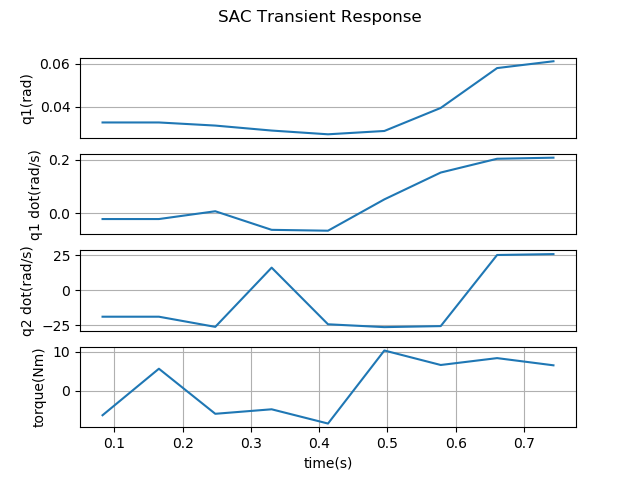 SAC Transient Response
0.06
0.04
q1(rad)
0.2
0.0
q1 dot(rad/s)
25
0
−25
q2 dot(rad/s)
10
0
torque(Nm)
0.1 0.2 0.3 0.4 0.5 0.6 0.7
time(s)